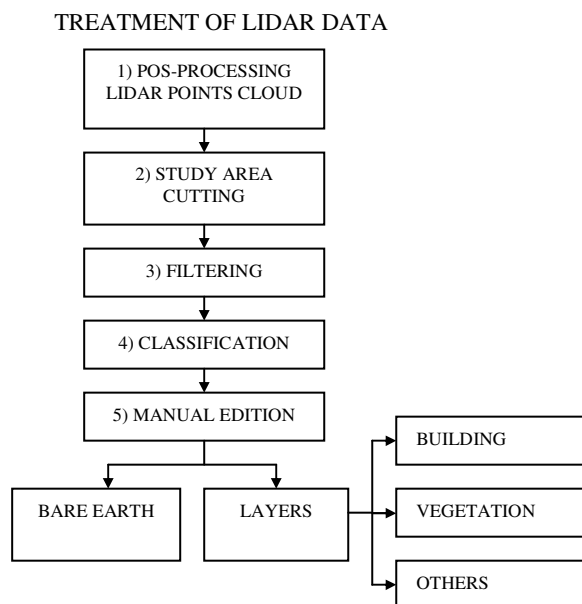 TREATMENT OF LIDAR DATA
1) POS-PROCESSING
LIDAR POINTS CLOUD
2) STUDY AREA
CUTTING
3) FILTERING
4) CLASSIFICATION
5) MANUAL EDITION
BUILDING
BARE EARTH
LAYERS
VEGETATION
OTHERS